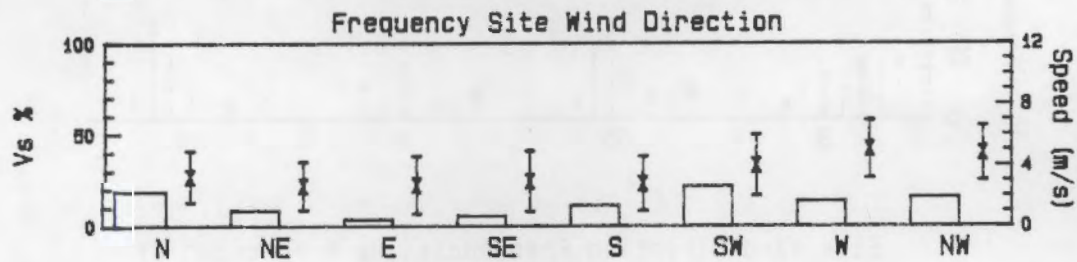 Frequency Site Wind Direction
100
50
0
Vs %
12
8
4
0
Speed (m/s)
N NE E SE S SW W NW